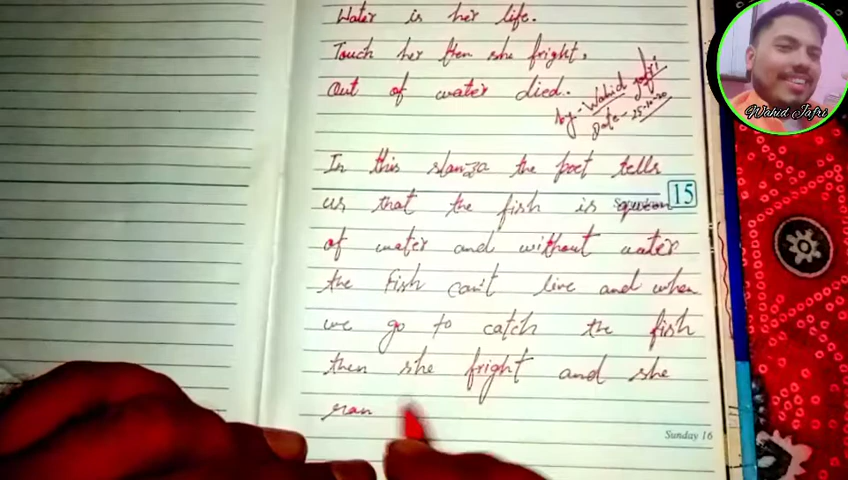 Water is her life.
Touch her then she fright,
Out of water died.
by:- Wahid Jafri
Date- 25-10-20
In this stanza the poet tells
us that the fish is queen
15
of water and without water
the fish can't live and when
we go to catch the fish
then she fright and she
ran
Sunday 16
Wahid Jafri